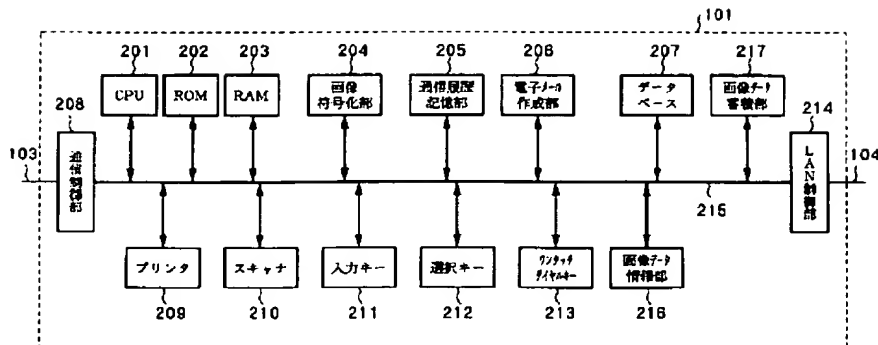 101
201
202
203
204
205
206
207
217
CPU
ROM
RAM
画像
符号化部
通信履歴
記憶部
電子メール
作成部
データ
ベース
画像データ
蓄積部
208
214
103
通信制御部
LAN制御部
104
215
プリンタ
スキャナ
入力キー
選択キー
ワンタッチ
ダイヤルキー
画像データ
情報部
209
210
211
212
213
216